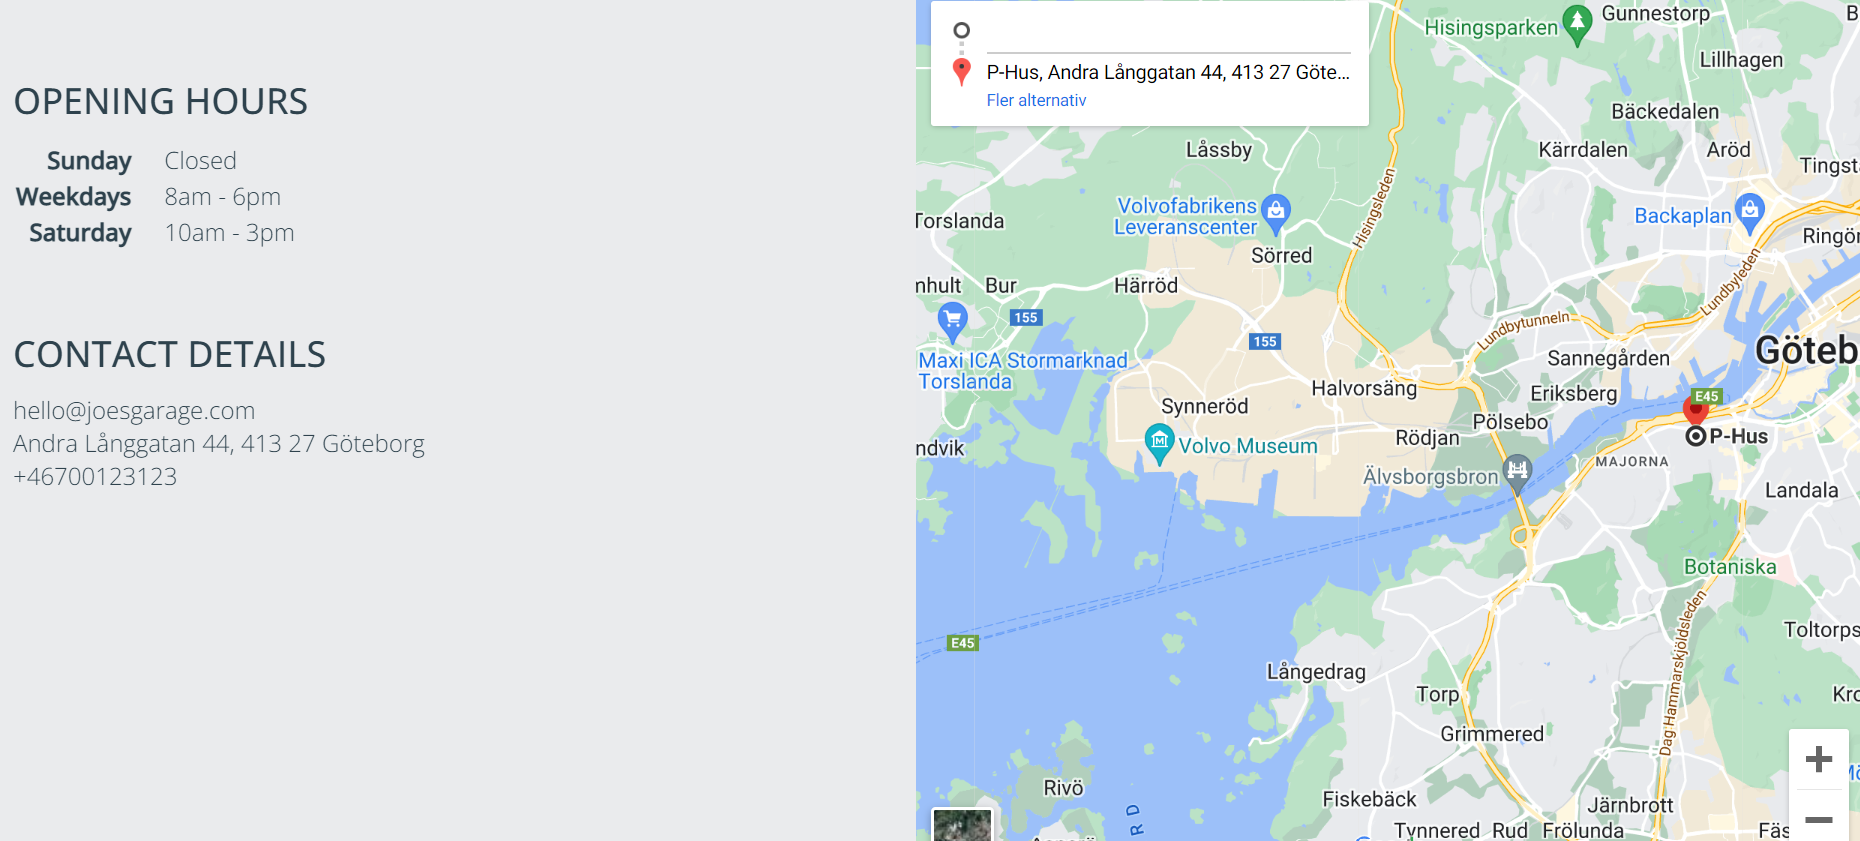 OPENING HOURS
Sunday Closed
Weekdays 8am - 6pm
Saturday 10am - 3pm
CONTACT DETAILS
hello@joesgarage.com
Andra Långgatan 44, 413 27 Göteborg
+46700123123
P-Hus, Andra Långgatan 44, 413 27 Göte...
Fler alternativ
Hisingsparken
Gunnestorp
Lillhagen
Bäckedalen
Låssby
Kärrdalen
Aröd
Tingst
Hisingsleden
Volvofabrikens
Leveranscenter
Torslanda
Backaplan
Ringör
Sörred
Lundbyleden
nhult
Bur
Härröd
155
155
Lundbytunneln
Maxi ICA Stormarknad
Torslanda
Sannegården
Göteb
Halvorsäng
Eriksberg
E45
Synneröd
Pölsebo
P-Hus
Rödjan
ndvik
Volvo Museum
MAJORNA
Älvsborgsbron
Landala
Botaniska
E45
Toltorps
Dag Hammarskjöldsleden
Långedrag
Torp
Kro
Grimmered
Rivö
Fiskebäck
Järnbrott
R D
Tynnered
Rud
Frölunda
Fäs